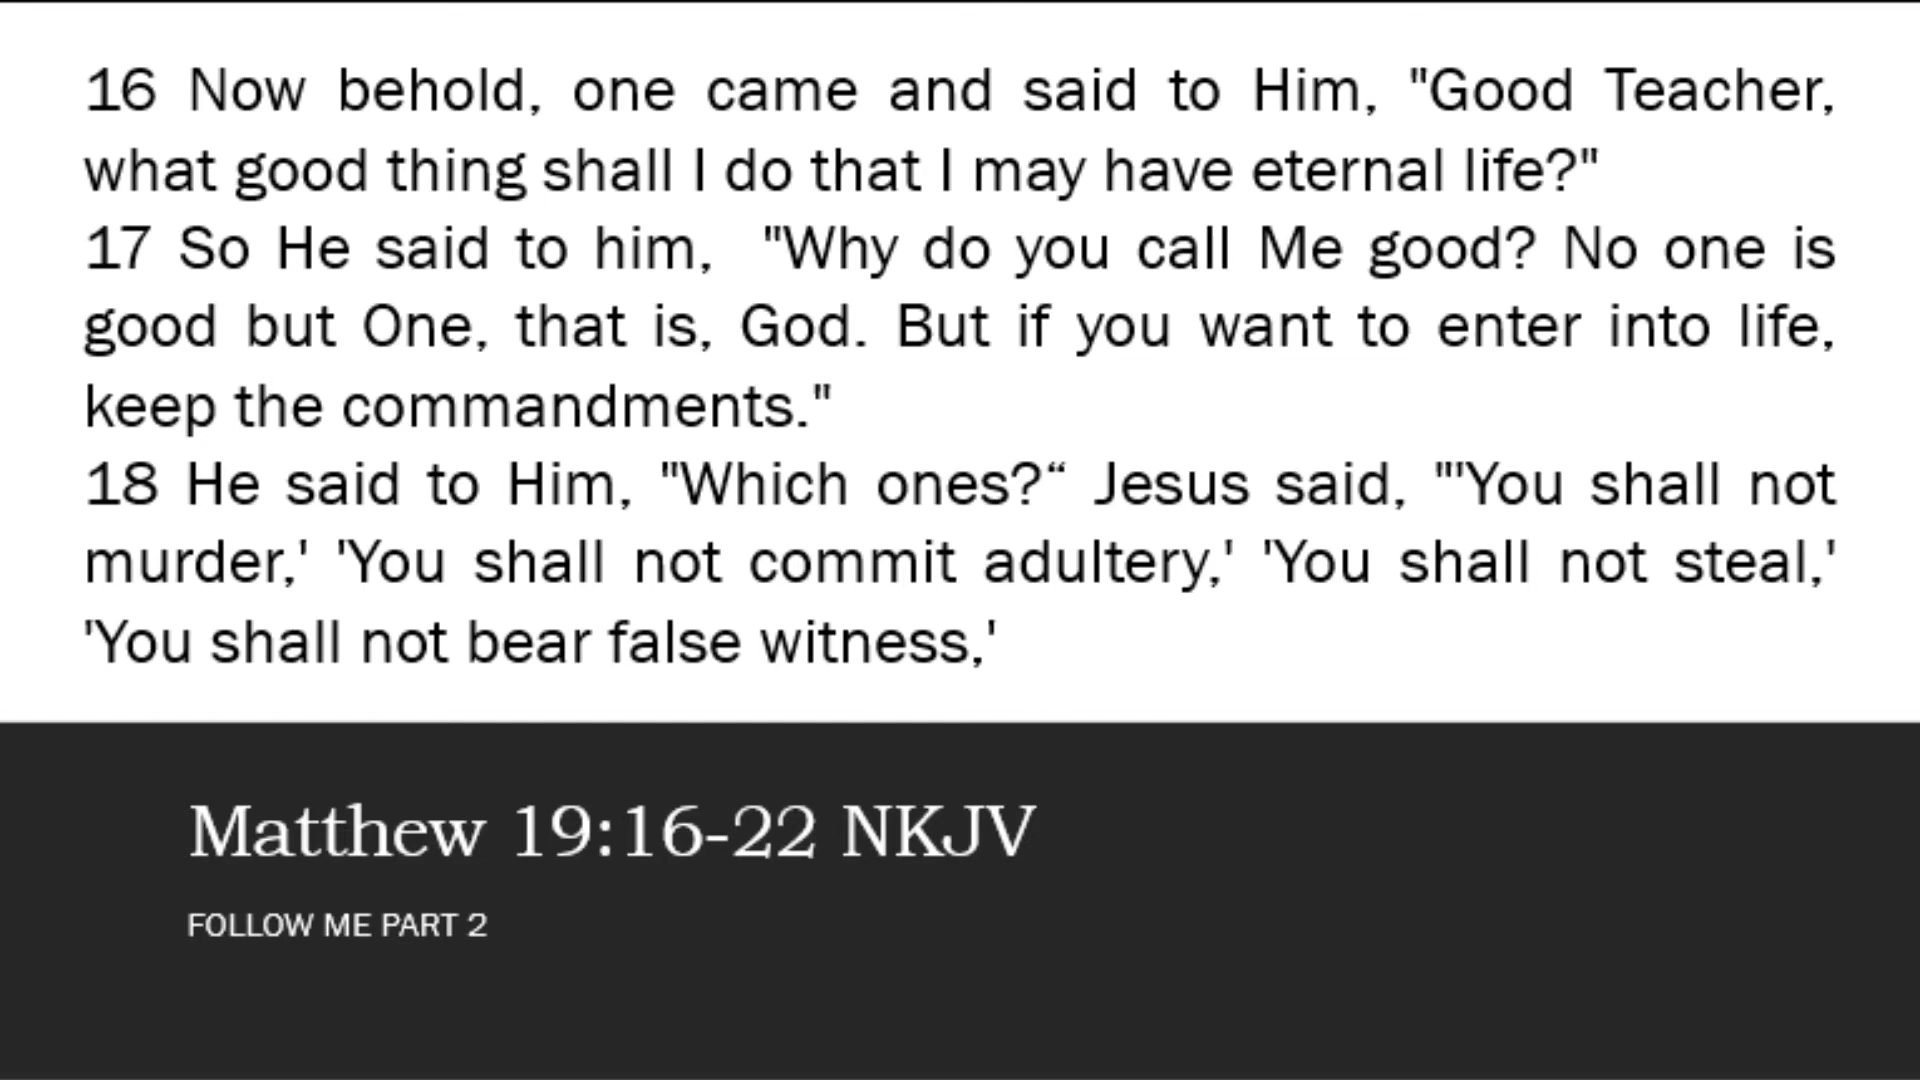 16 Now behold, one came and said to Him, "Good Teacher,
what good thing shall I do that I may have eternal life?"
17 So He said to him,  "Why do you call Me good? No one is
good but One, that is, God. But if you want to enter into life,
keep the commandments."
18 He said to Him, "Which ones?“ Jesus said, "'You shall not
murder,' 'You shall not commit adultery,' 'You shall not steal,'
'You shall not bear false witness,'
Matthew 19:16-22 NKJV
FOLLOW ME PART 2